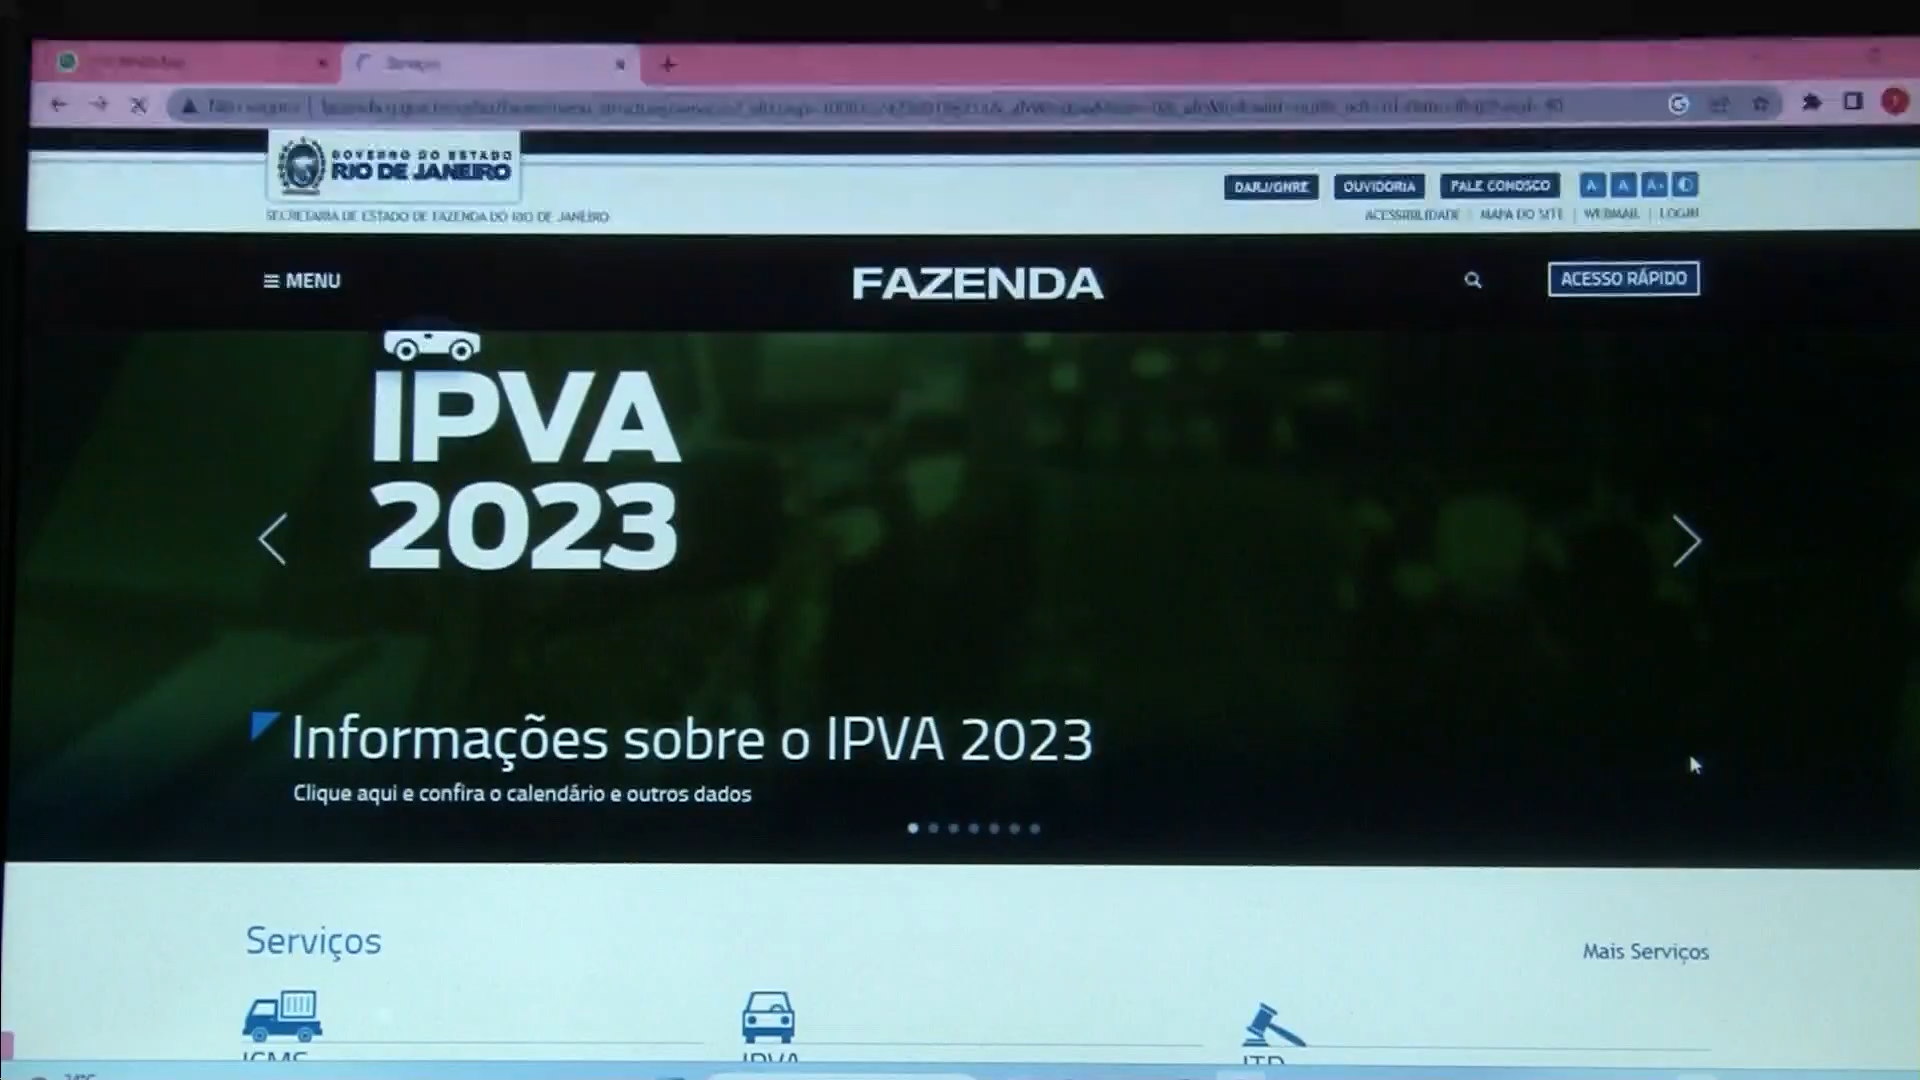 Serviços
GOVERNO DO ESTADO
RIO DE JANEIRO
SECRETARIA DE ESTADO DE FAZENDA DO RIO DE JANEIRO
DARJ/GNRE OUVIDORIA FALE CONOSCO A- A A+
ACESSIBILIDADE | MAPA DO SITE | WEBMAIL | LOGIN
MENU FAZENDA ACESSO RÁPIDO
IPVA
2023
Informações sobre o IPVA 2023
Clique aqui e confira o calendário e outros dados
Serviços Mais Serviços
ICMS IPVA ITD